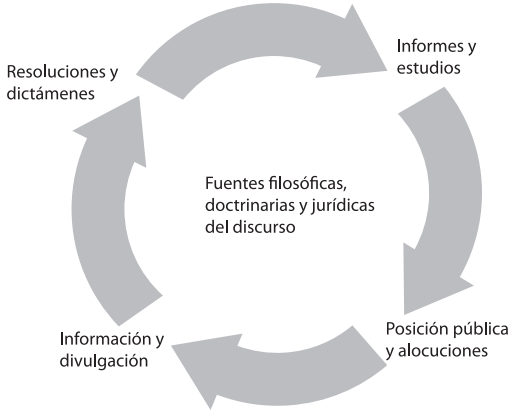 Informes y
estudios
Resoluciones y
dictámenes
Fuentes filosóficas,
doctrinarias y jurídicas
del discurso
Posición pública
y alocuciones
Información y
divulgación